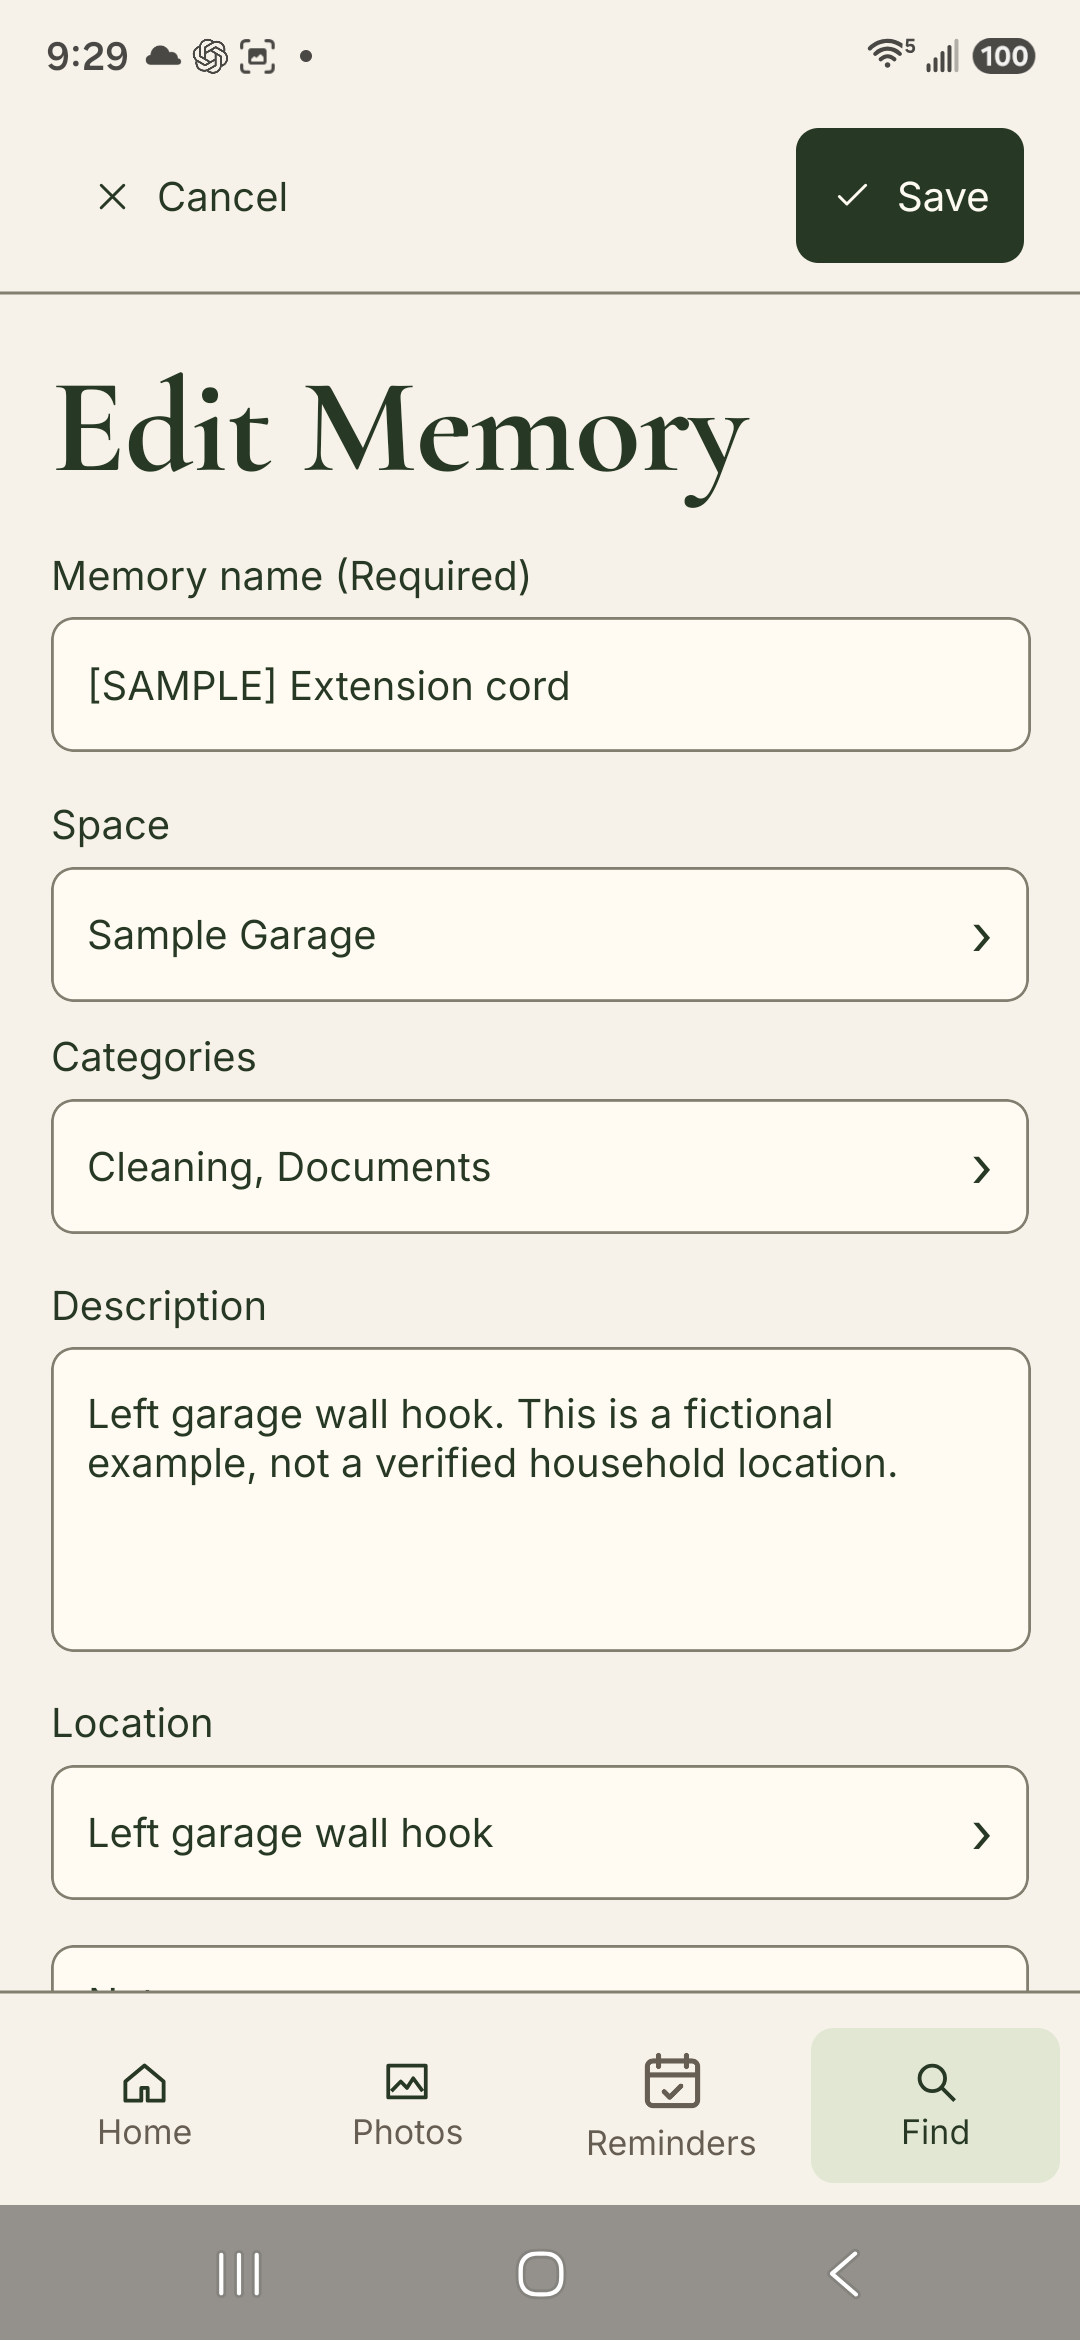 9:29
5
100
Cancel
Save
Edit Memory
Memory name (Required)
[SAMPLE] Extension cord
Space
Sample Garage
Categories
Cleaning, Documents
Description
Left garage wall hook. This is a fictional
example, not a verified household location.
Location
Left garage wall hook
Home
Photos
Reminders
Find